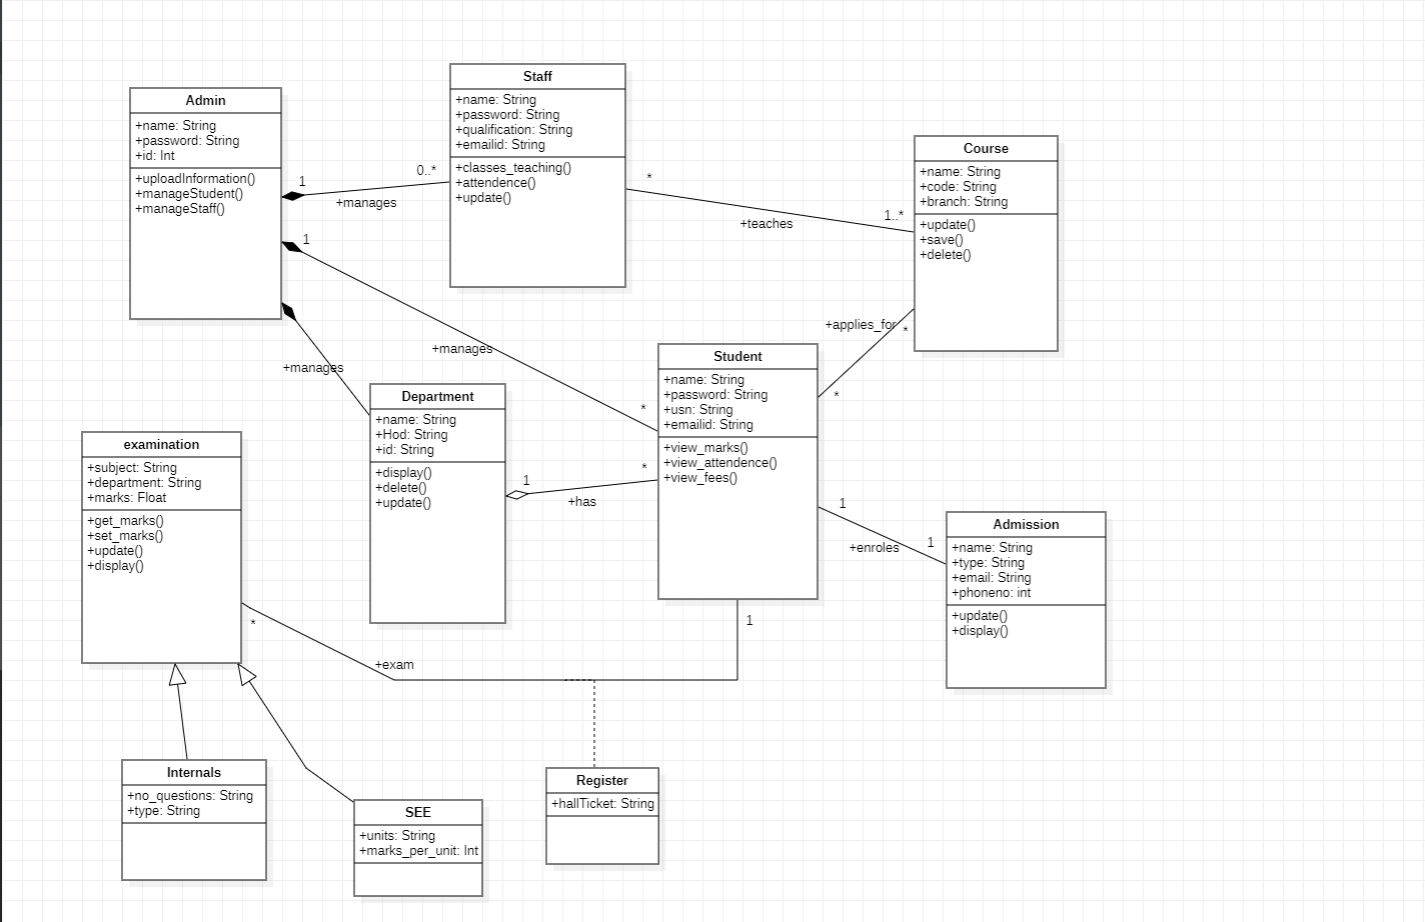 Staff
+name: String
+password: String
+qualification: String
+emailid: String
+classes_teaching()
+attendence()
+update()
Admin
+name: String
+password: String
+id: Int
+uploadInformation()
+manageStudent()
+manageStaff()
Course
+name: String
+code: String
+branch: String
+update()
+save()
+delete()
1
0..*
+manages
*
1..*
+teaches
1
+manages
*
+manages
+applies_for
*
*
Student
+name: String
+password: String
+usn: String
+emailid: String
+view_marks()
+view_attendence()
+view_fees()
Department
+name: String
+Hod: String
+id: String
+display()
+delete()
+update()
1
*
+has
examination
+subject: String
+department: String
+marks: Float
+get_marks()
+set_marks()
+update()
+display()
1
1
+enroles
Admission
+name: String
+type: String
+email: String
+phoneno: int
+update()
+display()
*
1
+exam
Internals
+no_questions: String
+type: String
SEE
+units: String
+marks_per_unit: Int
Register
+hallTicket: String